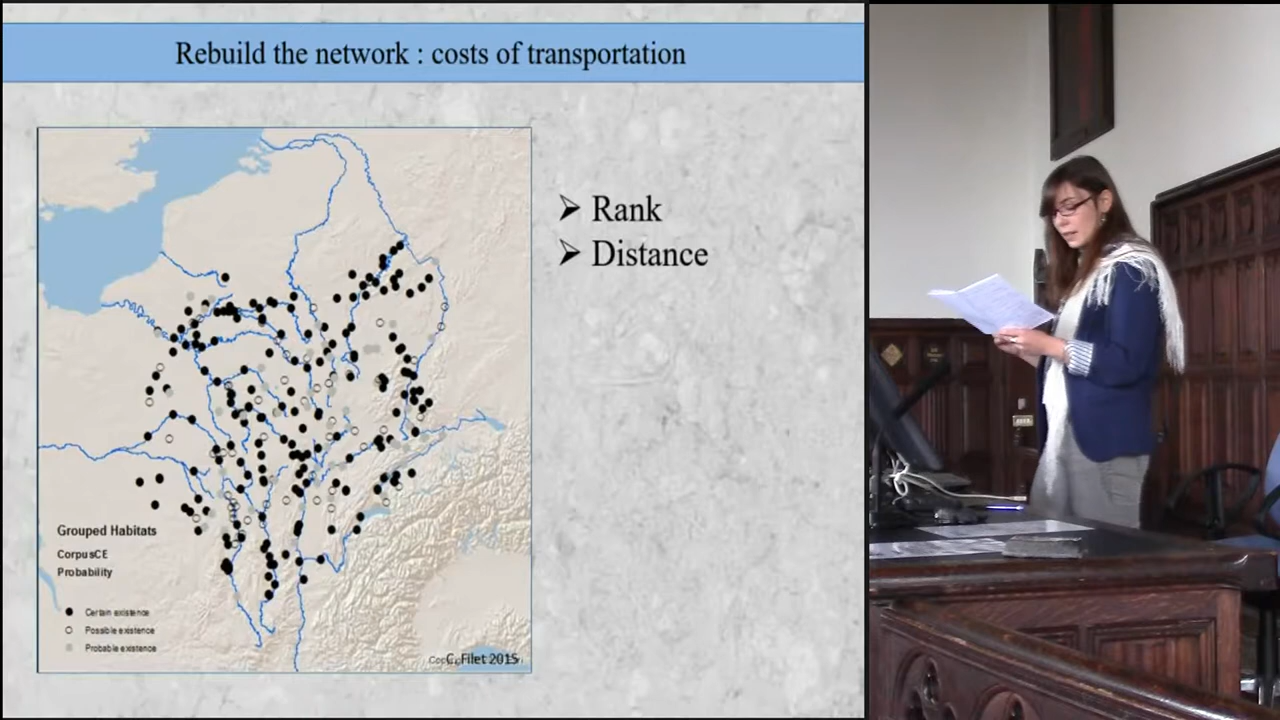 Rebuild the network : costs of transportation
Rank
Distance
Grouped Habitats
CorpusCE
Probability
Certain existence
Possible existence
Probable existence
C. Filet 2015